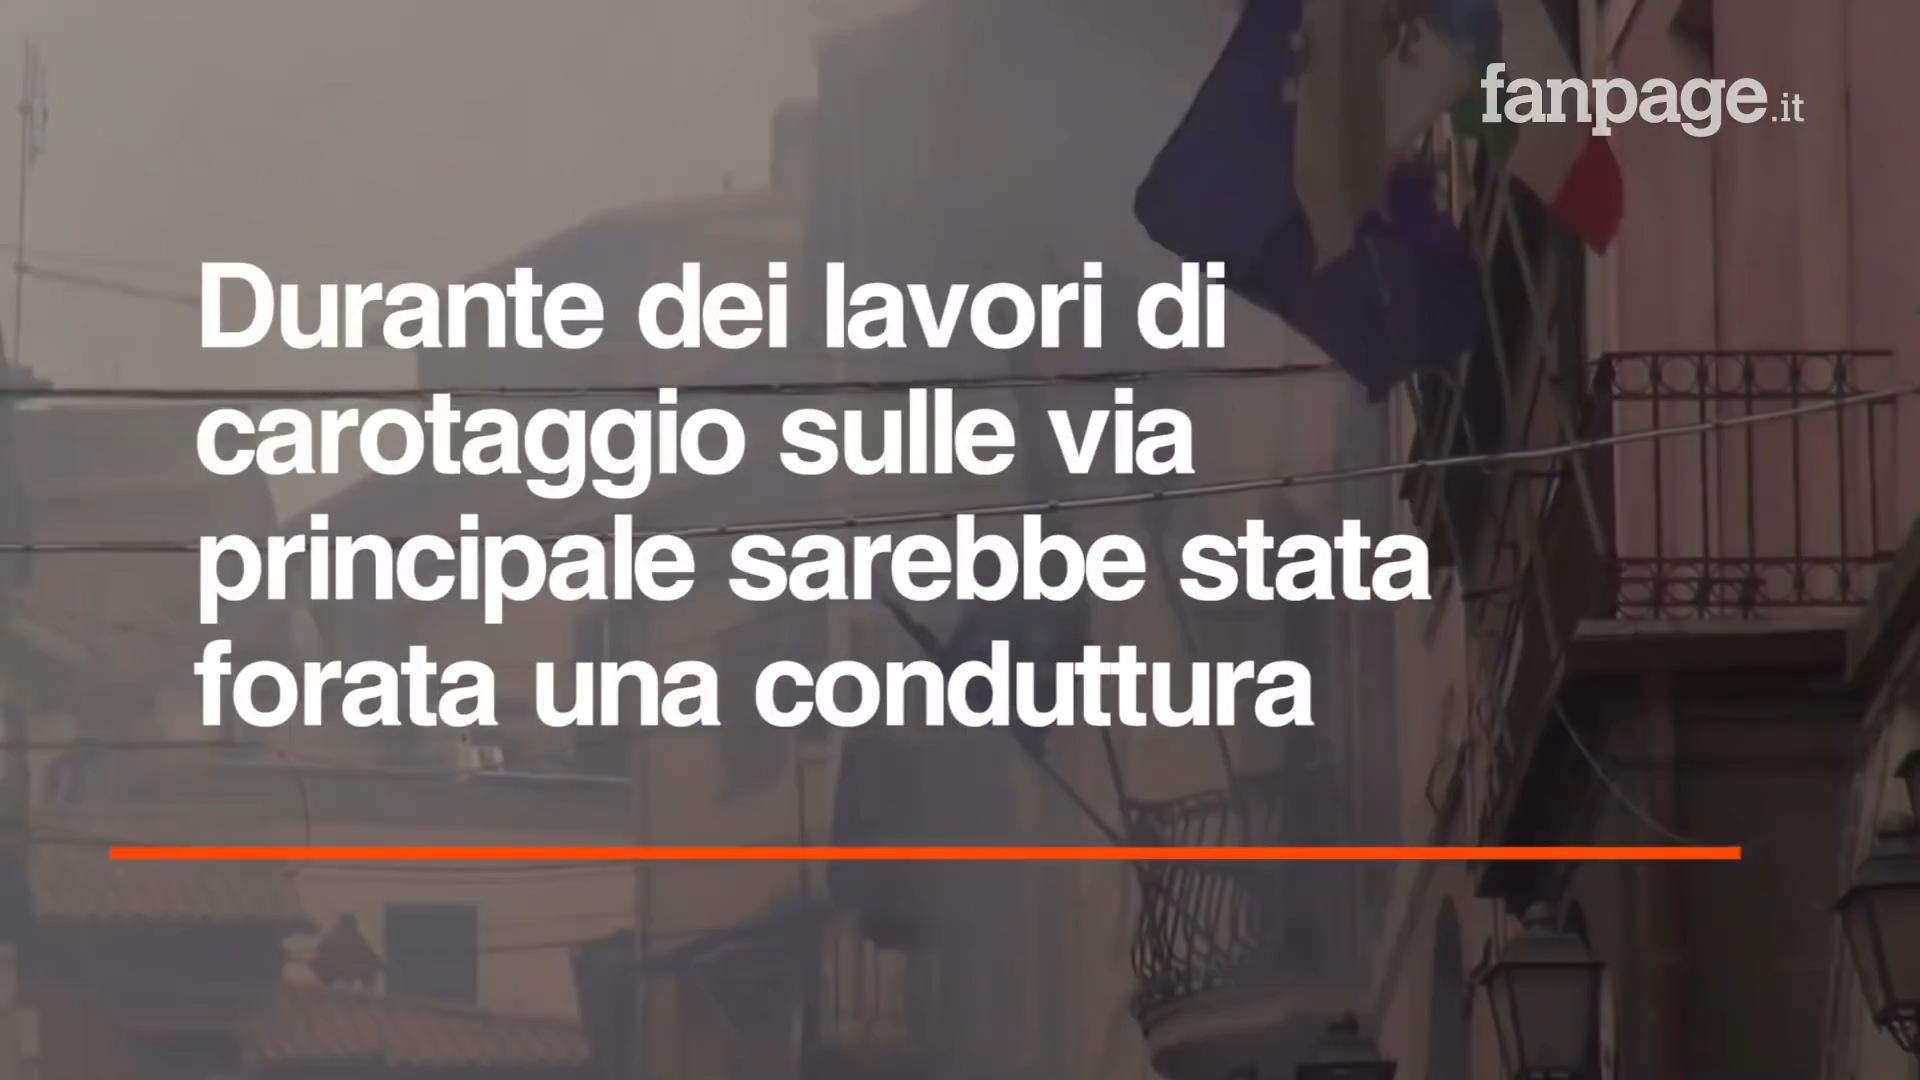 fanpage.it
Durante dei lavori di
carotaggio sulle via
principale sarebbe stata
forata una conduttura